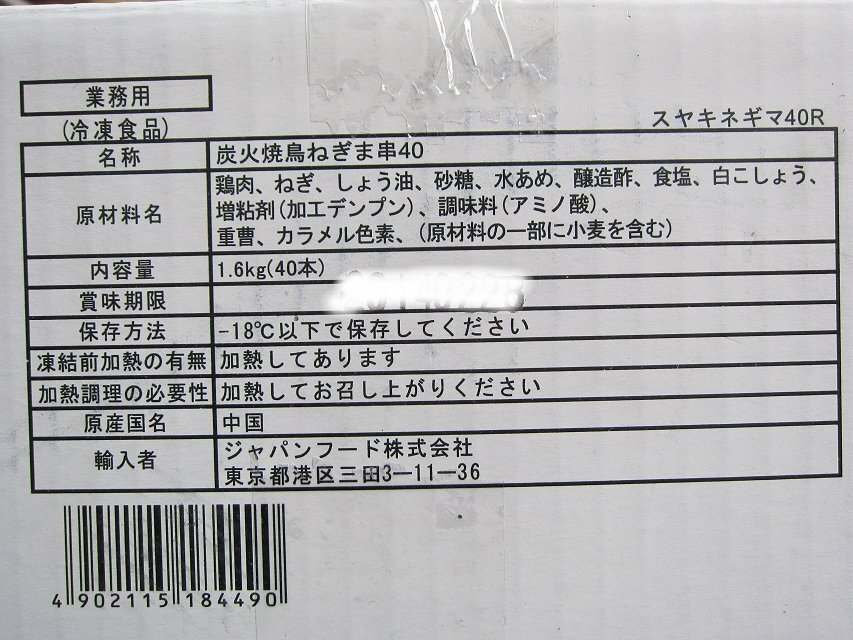 業務用
(冷凍食品)
スヤキネギマ40R
名称 炭火焼鳥ねぎま串40
原材料名 鶏肉、ねぎ、しょう油、砂糖、水あめ、醸造酢、食塩、白こしょう、
増粘剤(加工デンプン)、調味料(アミノ酸)、
重曹、カラメル色素、(原材料の一部に小麦を含む)
内容量 1.6kg(40本)
賞味期限
保存方法 -18℃以下で保存してください
凍結前加熱の有無 加熱してあります
加熱調理の必要性 加熱してお召し上がりください
原産国名 中国
輸入者 ジャパンフード株式会社
東京都港区三田3-11-36
4 902115 184490